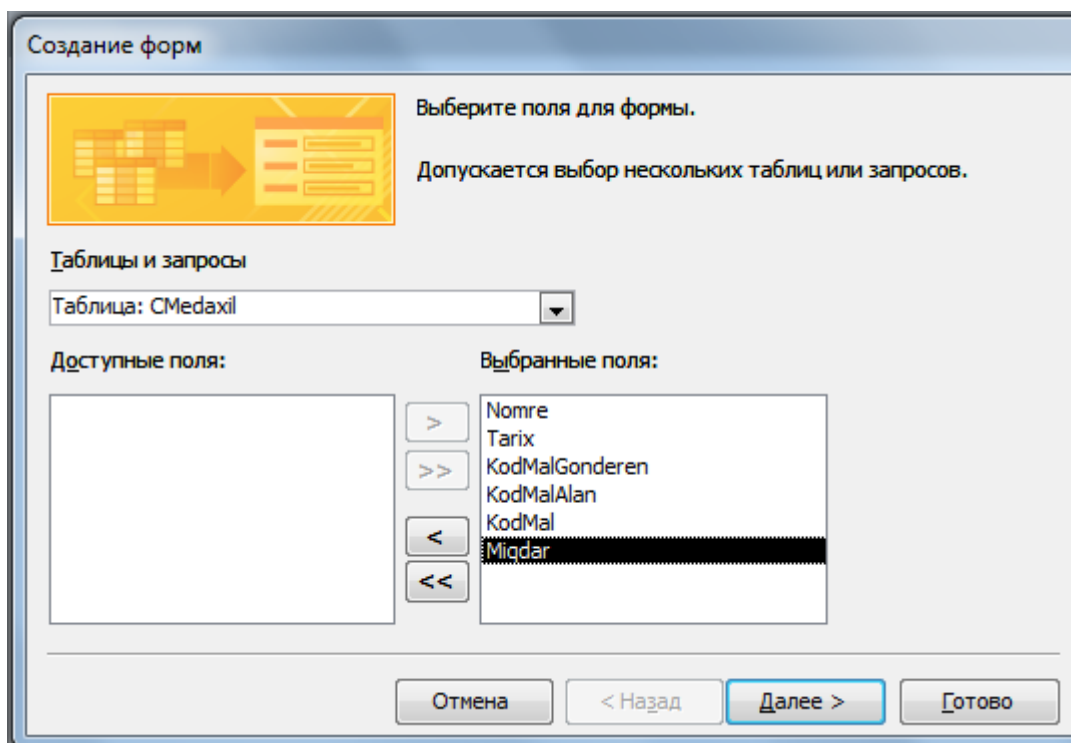 Создание форм
Выберите поля для формы.
Допускается выбор нескольких таблиц или запросов.
Таблицы и запросы
Таблица: CMedaxil
Доступные поля:
Выбранные поля:
Nomre
Tarix
KodMalGonderen
KodMalAlan
KodMal
Miqdar
>
>>
<
<<
Отмена
< Назад
Далее >
Готово